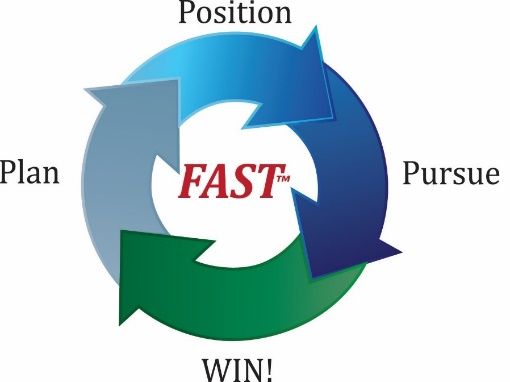 Position
Plan
FAST™
Pursue
WIN!